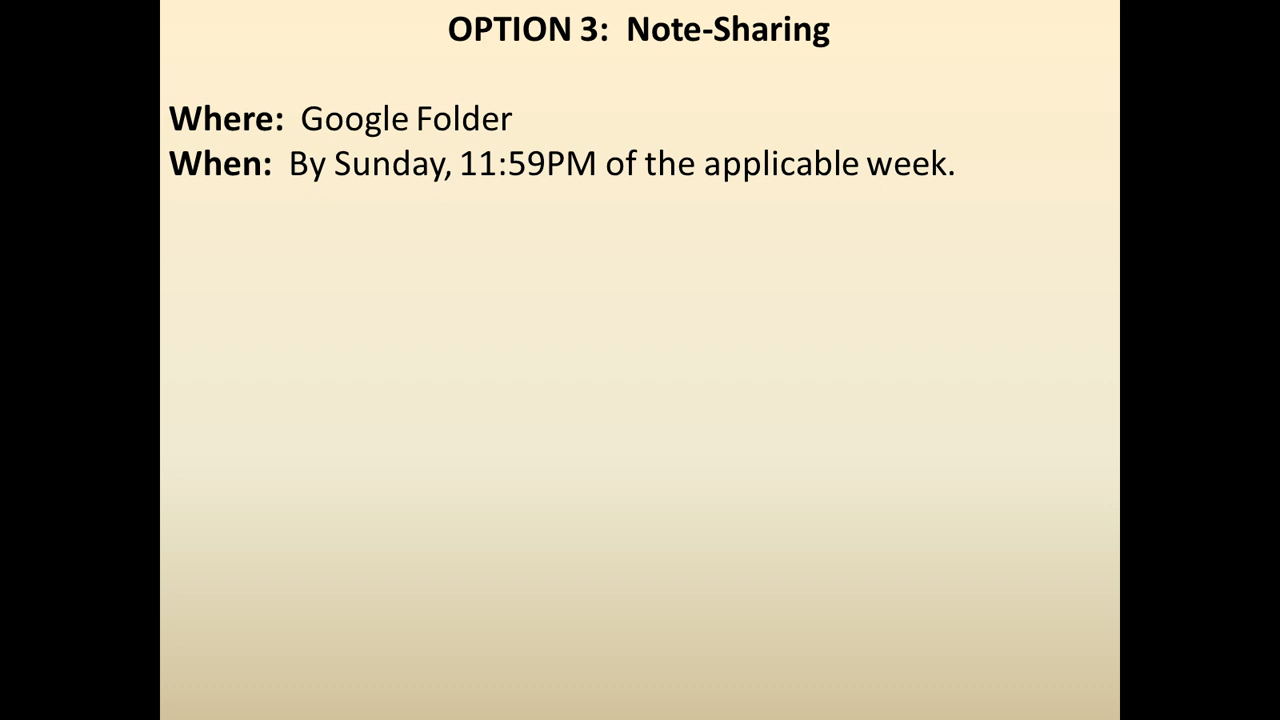 OPTION 3: Note-Sharing
Where: Google Folder
When: By Sunday, 11:59PM of the applicable week.